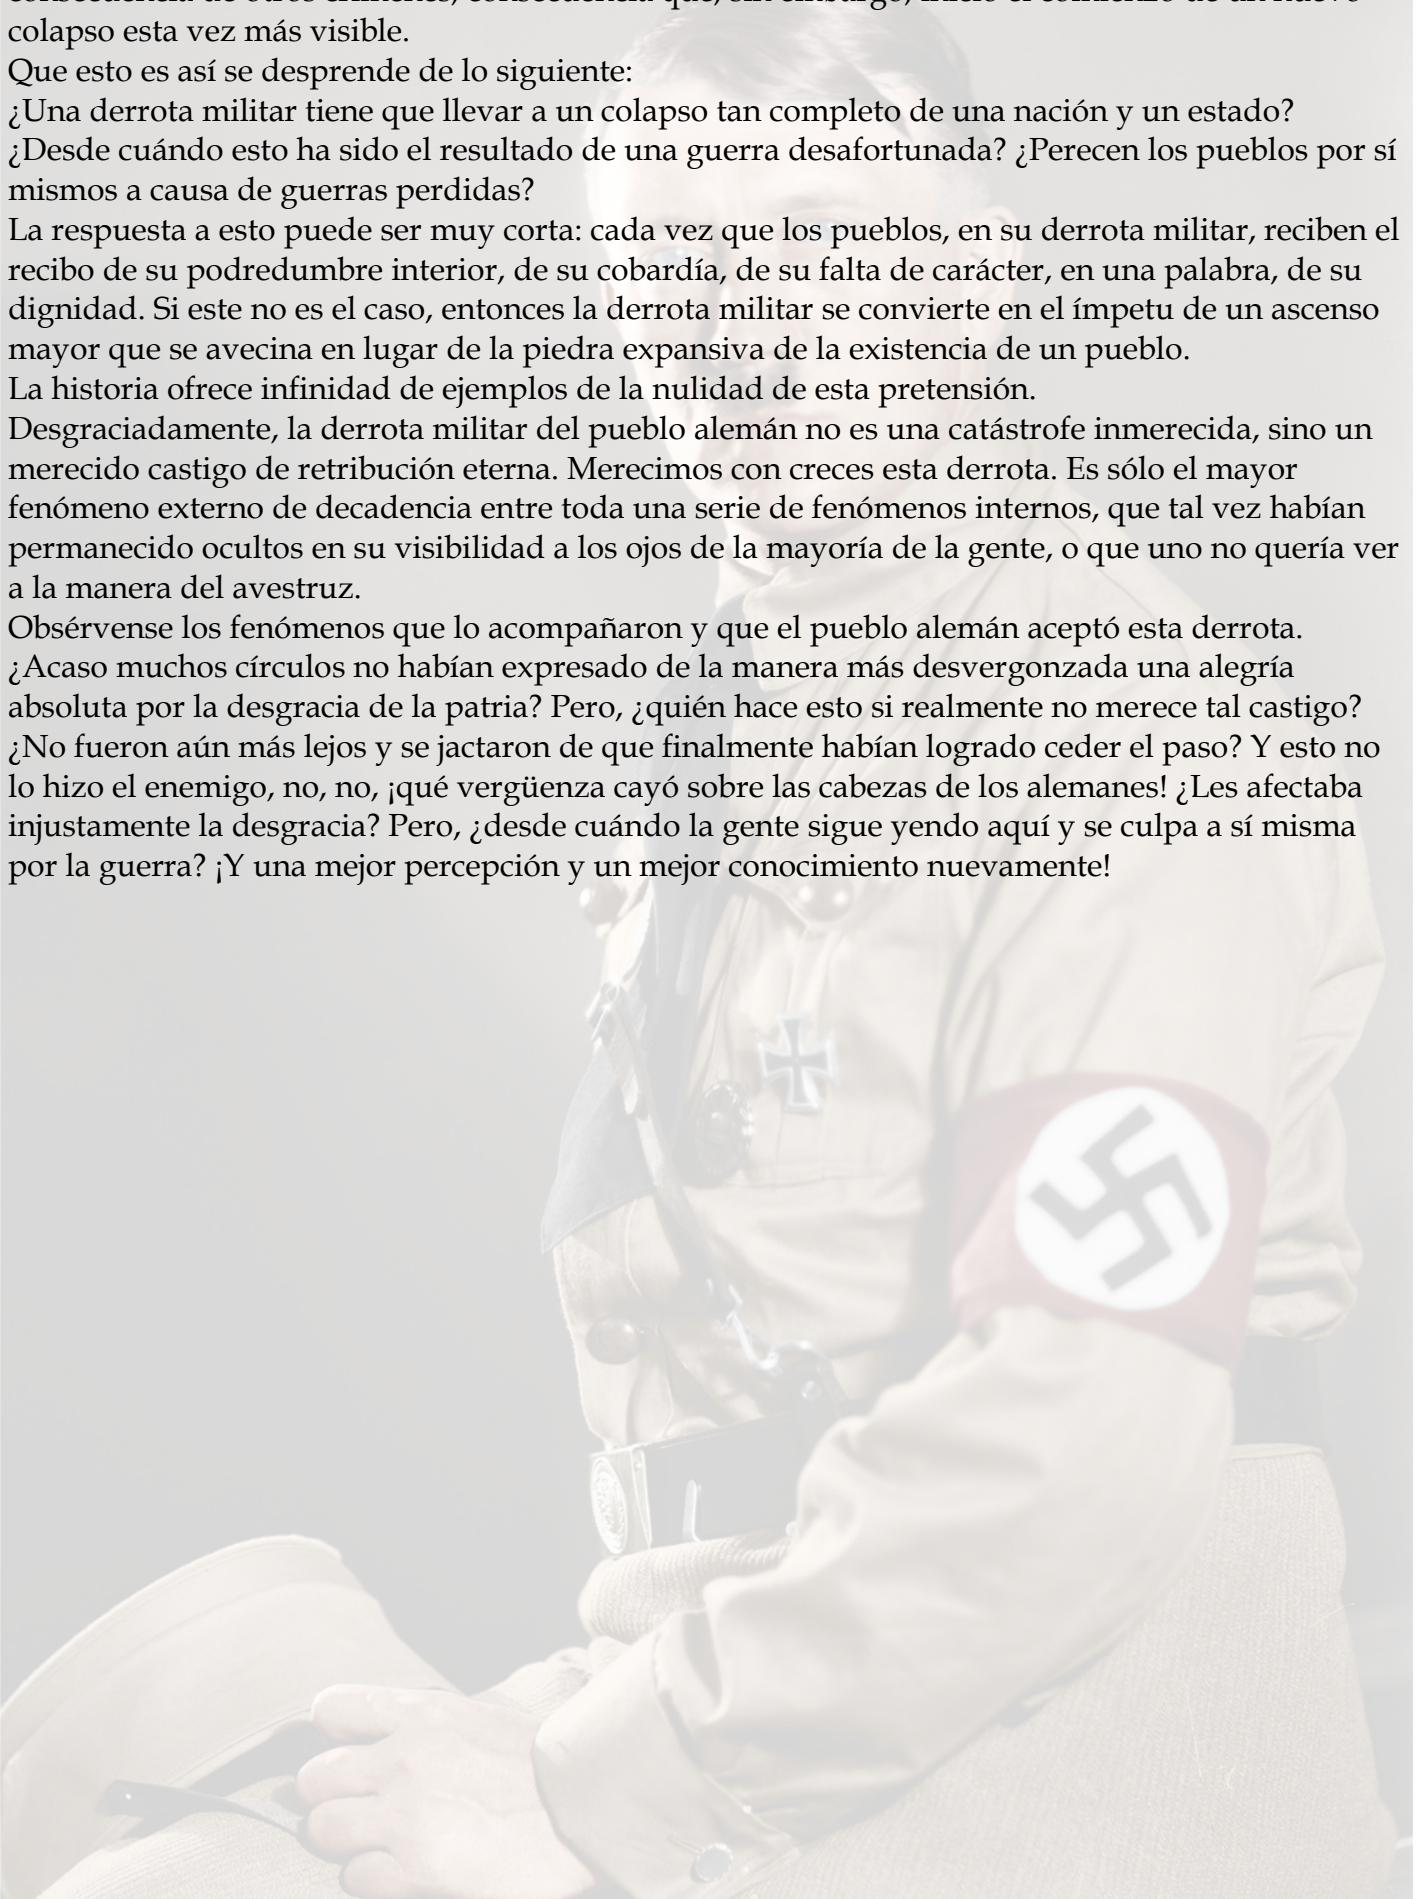 colapso esta vez más visible.
Que esto es así se desprende de lo siguiente:
¿Una derrota militar tiene que llevar a un colapso tan completo de una nación y un estado?
¿Desde cuándo esto ha sido el resultado de una guerra desafortunada? ¿Perecen los pueblos por sí
mismos a causa de guerras perdidas?
La respuesta a esto puede ser muy corta: cada vez que los pueblos, en su derrota militar, reciben el
recibo de su podredumbre interior, de su cobardía, de su falta de carácter, en una palabra, de su
dignidad. Si este no es el caso, entonces la derrota militar se convierte en el ímpetu de un ascenso
mayor que se avecina en lugar de la piedra expansiva de la existencia de un pueblo.
La historia ofrece infinidad de ejemplos de la nulidad de esta pretensión.
Desgraciadamente, la derrota militar del pueblo alemán no es una catástrofe inmerecida, sino un
merecido castigo de retribución eterna. Merecimos con creces esta derrota. Es sólo el mayor
fenómeno externo de decadencia entre toda una serie de fenómenos internos, que tal vez habían
permanecido ocultos en su visibilidad a los ojos de la mayoría de la gente, o que uno no quería ver
a la manera del avestruz.
Obsérvense los fenómenos que lo acompañaron y que el pueblo alemán aceptó esta derrota.
¿Acaso muchos círculos no habían expresado de la manera más desvergonzada una alegría
absoluta por la desgracia de la patria? Pero, ¿quién hace esto si realmente no merece tal castigo?
¿No fueron aún más lejos y se jactaron de que finalmente habían logrado ceder el paso? Y esto no
lo hizo el enemigo, no, no, ¡qué vergüenza cayó sobre las cabezas de los alemanes! ¿Les afectaba
injustamente la desgracia? Pero, ¿desde cuándo la gente sigue yendo aquí y se culpa a sí misma
por la guerra? ¡Y una mejor percepción y un mejor conocimiento nuevamente!